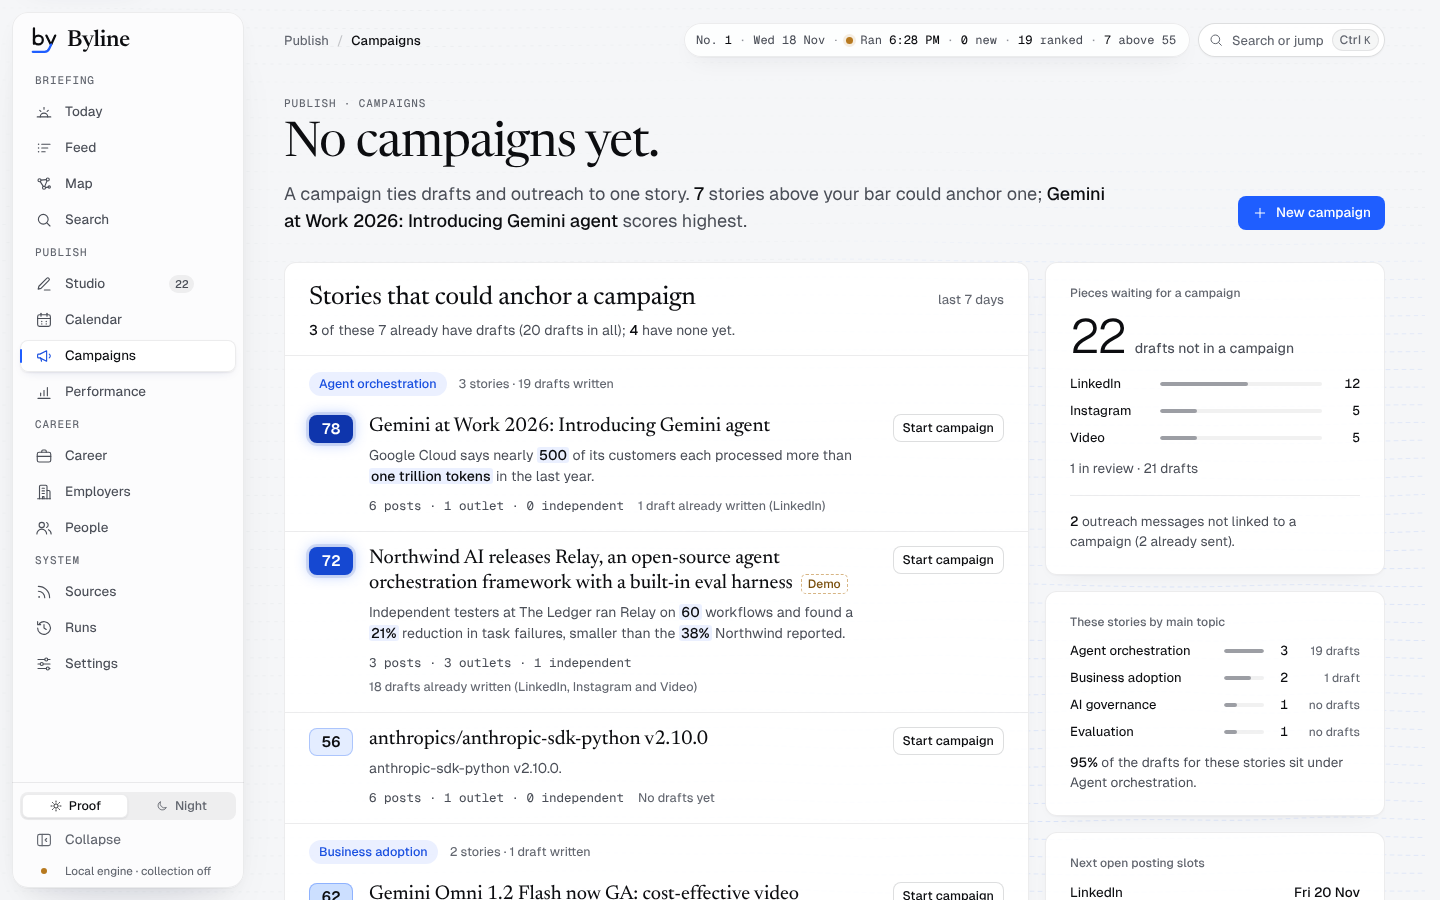 by Byline
BRIEFING
Today
Feed
Map
Search
PUBLISH
Studio 22
Calendar
Campaigns
Performance
CAREER
Career
Employers
People
SYSTEM
Sources
Runs
Settings
Proof Night
Collapse
Local engine · collection off
Publish / Campaigns
No. 1 · Wed 18 Nov · Ran 6:28 PM · 0 new · 19 ranked · 7 above 55
Search or jump Ctrl K
PUBLISH · CAMPAIGNS
No campaigns yet.
A campaign ties drafts and outreach to one story. 7 stories above your bar could anchor one; Gemini
at Work 2026: Introducing Gemini agent scores highest.
New campaign
Stories that could anchor a campaign
last 7 days
3 of these 7 already have drafts (20 drafts in all); 4 have none yet.
Agent orchestration 3 stories · 19 drafts written
78 Gemini at Work 2026: Introducing Gemini agent Start campaign
Google Cloud says nearly 500 of its customers each processed more than
one trillion tokens in the last year.
6 posts · 1 outlet · 0 independent 1 draft already written (LinkedIn)
72 Northwind AI releases Relay, an open-source agent Start campaign
orchestration framework with a built-in eval harness Demo
Independent testers at The Ledger ran Relay on 60 workflows and found a
21% reduction in task failures, smaller than the 38% Northwind reported.
3 posts · 3 outlets · 1 independent
18 drafts already written (LinkedIn, Instagram and Video)
56 anthropics/anthropic-sdk-python v2.10.0 Start campaign
anthropic-sdk-python v2.10.0.
6 posts · 1 outlet · 0 independent No drafts yet
Business adoption 2 stories · 1 draft written
62 Gemini Omni 1.2 Flash now GA: cost-effective video Start campaign
Pieces waiting for a campaign
22 drafts not in a campaign
LinkedIn 12
Instagram 5
Video 5
1 in review · 21 drafts
2 outreach messages not linked to a
campaign (2 already sent).
These stories by main topic
Agent orchestration 3 19 drafts
Business adoption 2 1 draft
AI governance 1 no drafts
Evaluation 1 no drafts
95% of the drafts for these stories sit under
Agent orchestration.
Next open posting slots
LinkedIn Fri 20 Nov